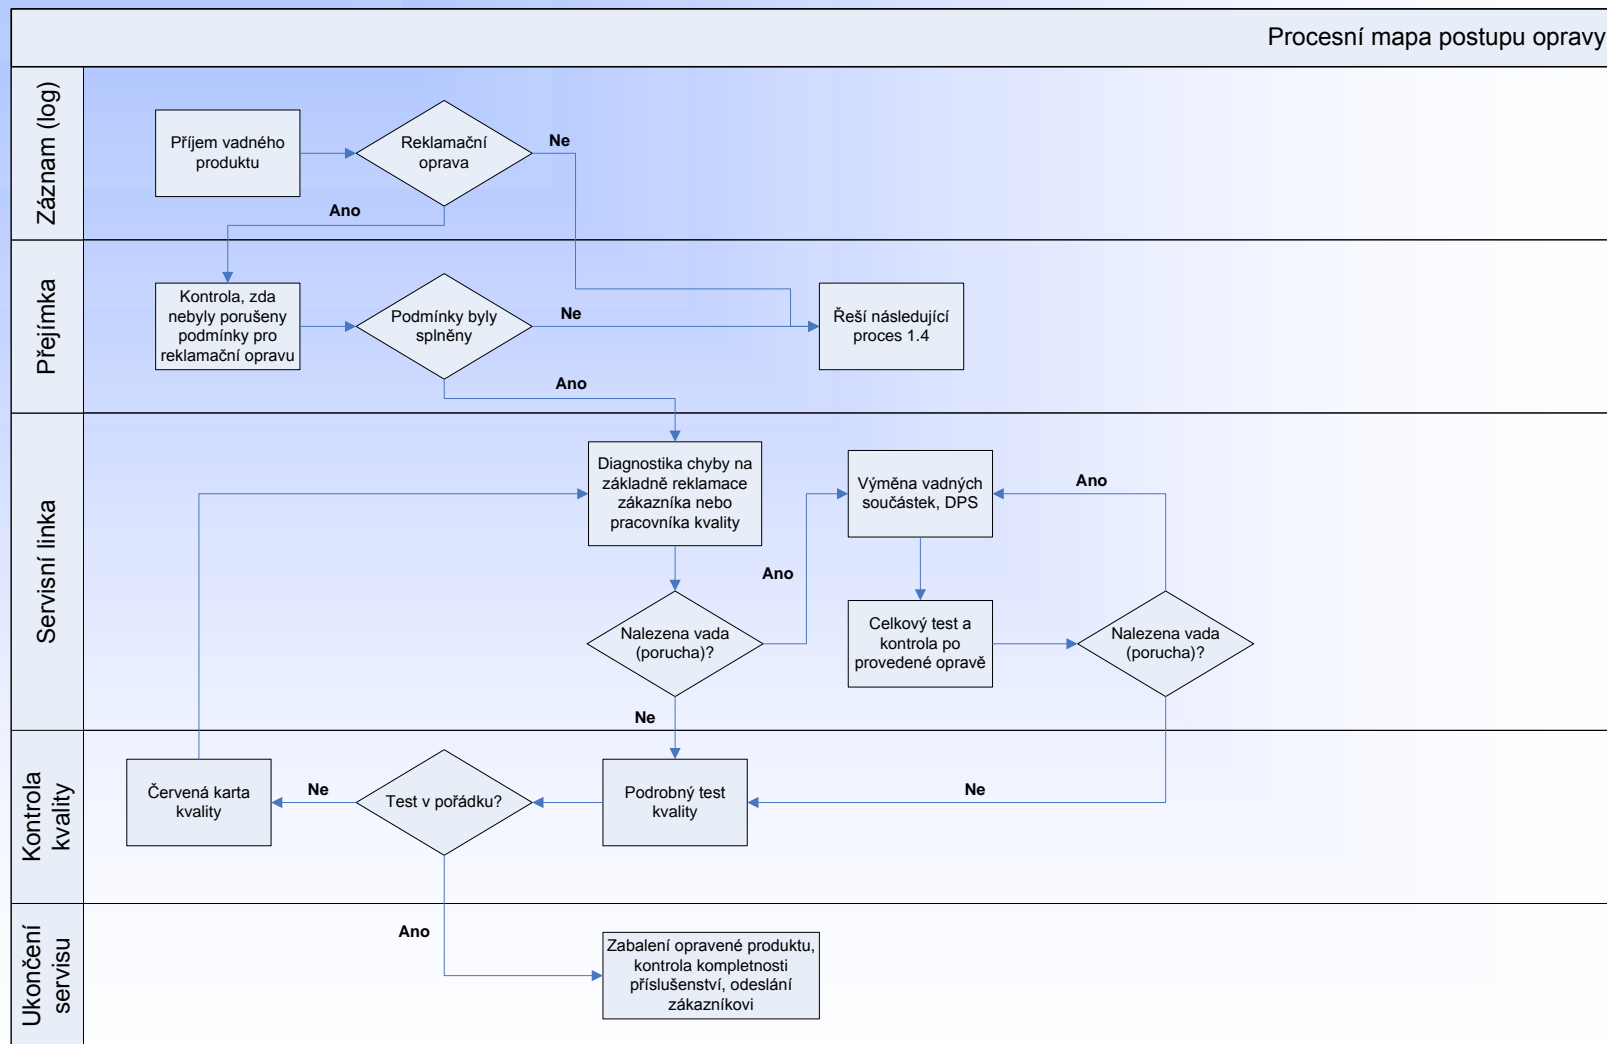 Procesní mapa postupu opravy
Záznam (log)
Příjem vadného
produktu
Reklamační
oprava
Ne
Ano
Přejímka
Kontrola, zda
nebyly porušeny
podmínky pro
reklamační opravu
Podmínky byly
splněny
Ne
Řeší následující
proces 1.4
Ano
Servisní linka
Diagnostika chyby na
základně reklamace
zákazníka nebo
pracovníka kvality
Výměna vadných
součástek, DPS
Ano
Ano
Nalezena vada
(porucha)?
Celkový test a
kontrola po
provedené opravě
Nalezena vada
(porucha)?
Ne
Kontrola
kvality
Červená karta
kvality
Ne
Test v pořádku?
Podrobný test
kvality
Ne
Ukončení
servisu
Ano
Zabalení opravené produktu,
kontrola kompletnosti
příslušenství, odeslání
zákazníkovi